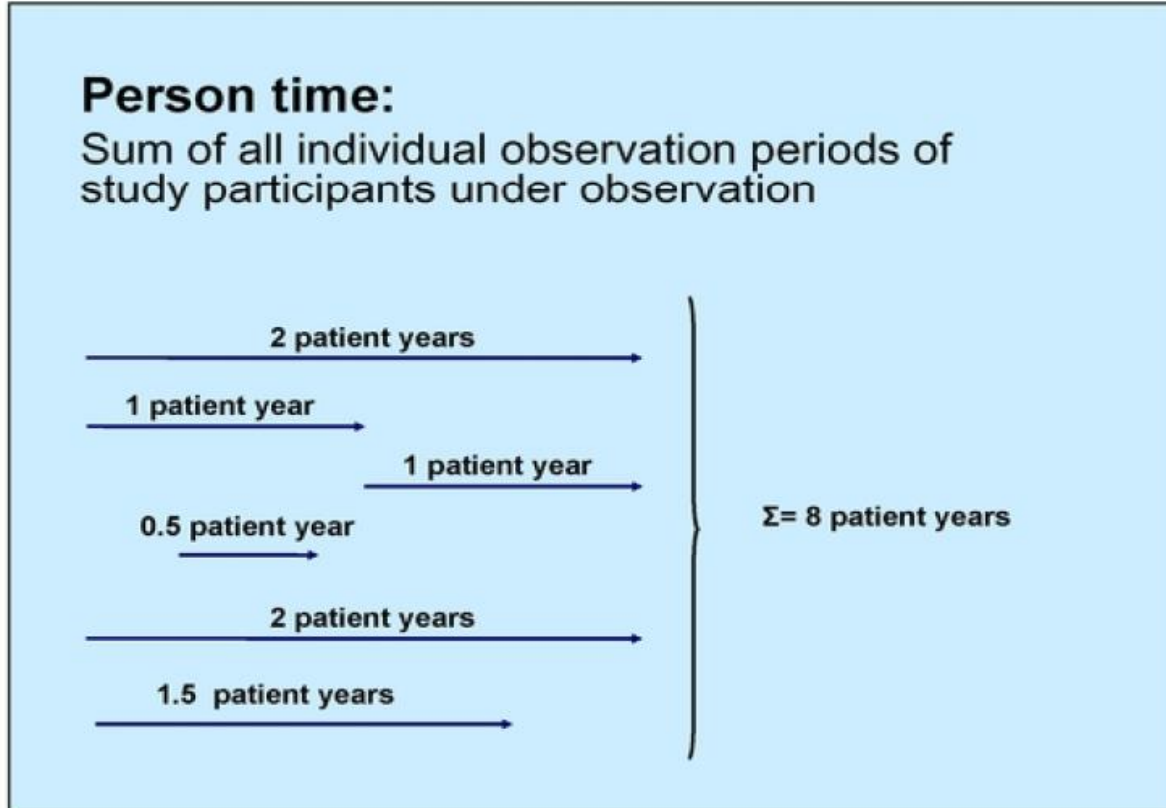 Person time:
Sum of all individual observation periods of
study participants under observation
2 patient years
1 patient year
1 patient year
0.5 patient year
Σ= 8 patient years
2 patient years
1.5 patient years